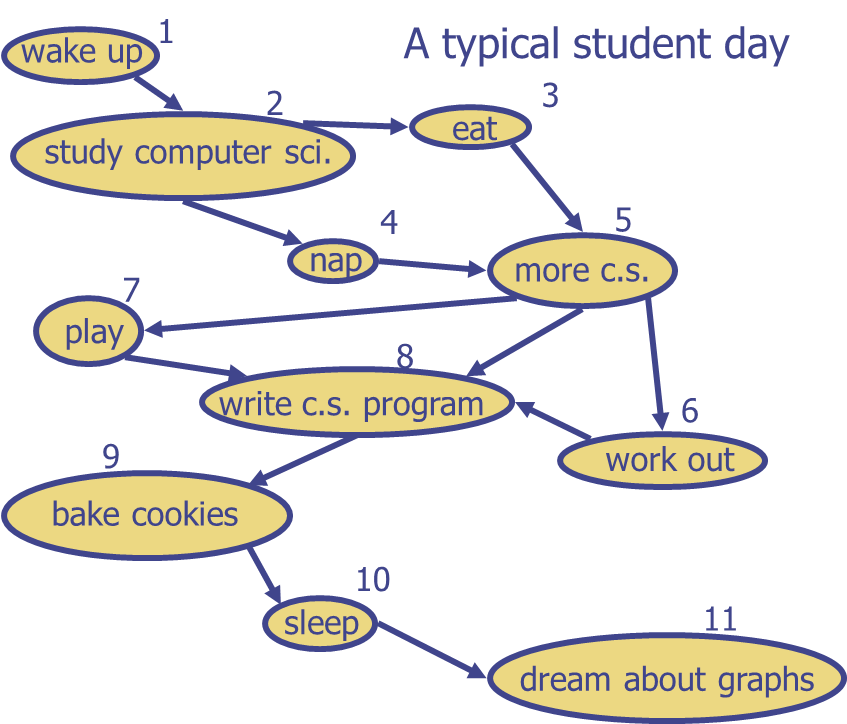 A typical student day
1
wake up
2
study computer sci.
3
eat
4
nap
5
more c.s.
7
play
8
write c.s. program
6
work out
9
bake cookies
10
sleep
11
dream about graphs